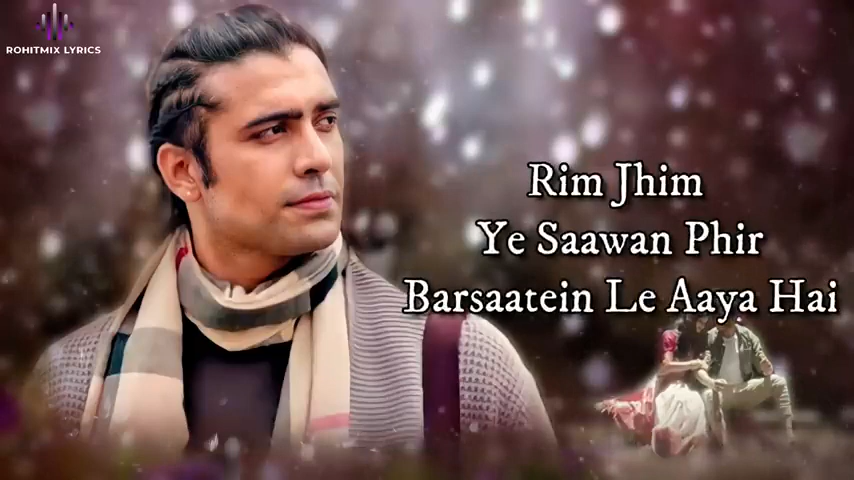 ROHITMIX LYRICS
Rim Jhim
Ye Saawan Phir
Barsaatein Le Aaya Hai